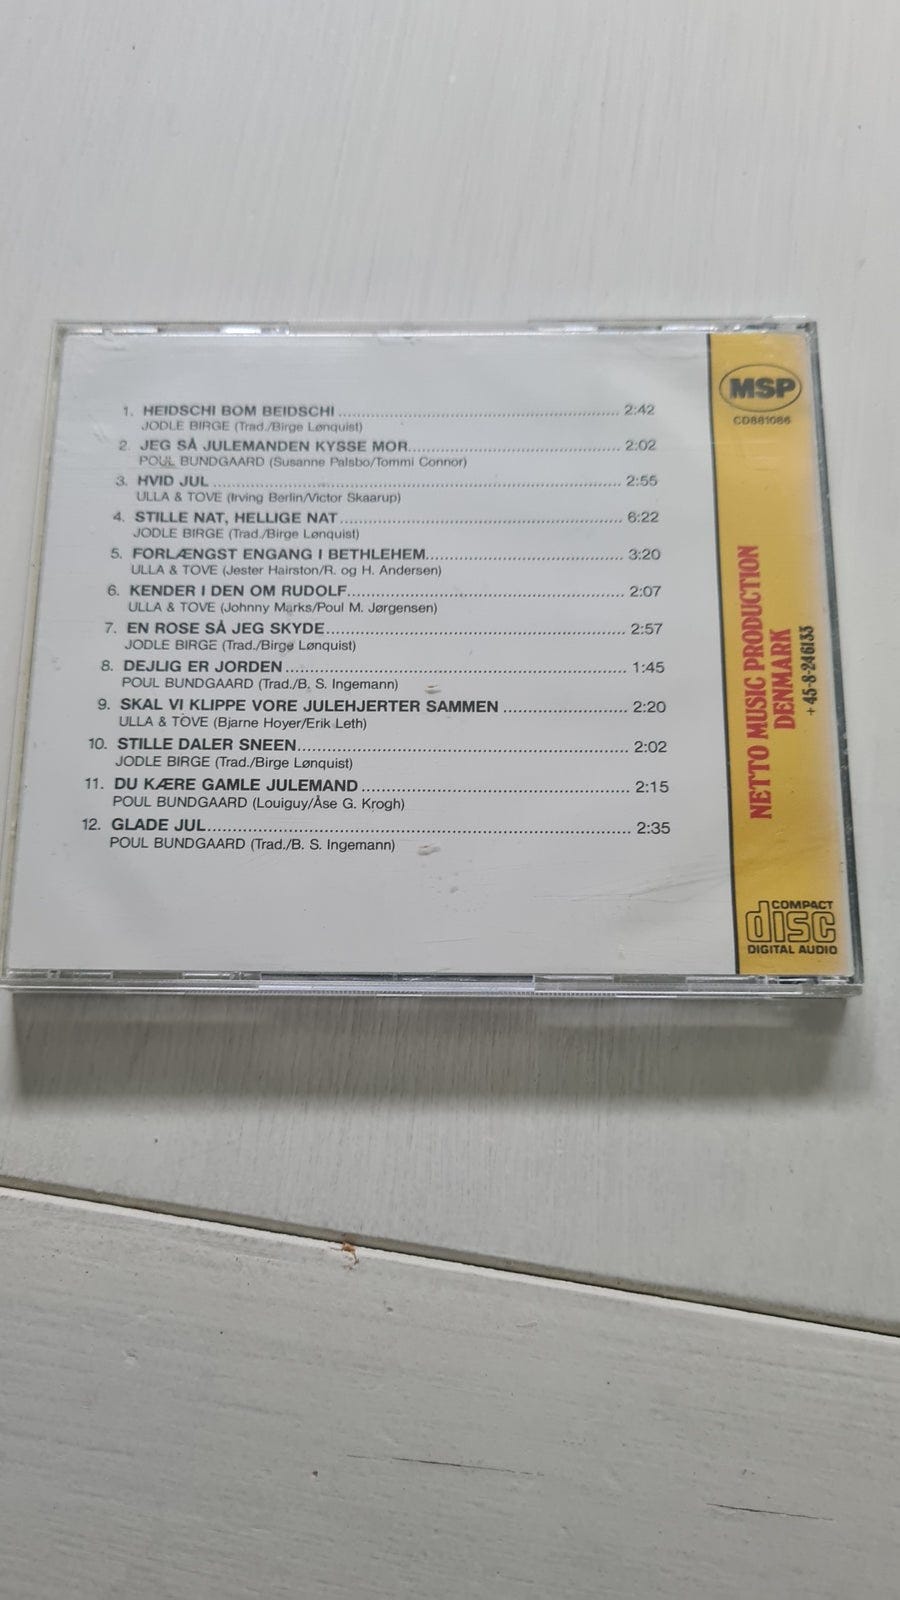 1. HEIDSCHI BOM BEIDSCHI ........ 2:42
JODLE BIRGE (Trad./Birge Lønquist)
2. JEG SÅ JULEMANDEN KYSSE MOR........ 2:02
POUL BUNDGAARD (Susanne Palsbo/Tommi Connor)
3. HVID JUL ........ 2:55
ULLA & TOVE (Irving Berlin/Victor Skaarup)
4. STILLE NAT, HELLIGE NAT ........ 6:22
JODLE BIRGE (Trad./Birge Lønquist)
5. FORLÆNGST ENGANG I BETHLEHEM........ 3:20
ULLA & TOVE (Jester Hairston/R. og H. Andersen)
6. KENDER I DEN OM RUDOLF........ 2:07
ULLA & TOVE (Johnny Marks/Poul M. Jørgensen)
7. EN ROSE SÅ JEG SKYDE........ 2:57
JODLE BIRGE (Trad./Birge Lønquist)
8. DEJLIG ER JORDEN ........ 1:45
POUL BUNDGAARD (Trad./B. S. Ingemann)
9. SKAL VI KLIPPE VORE JULEHJERTER SAMMEN ........ 2:20
ULLA & TOVE (Bjarne Hoyer/Erik Leth)
10. STILLE DALER SNEEN........ 2:02
JODLE BIRGE (Trad./Birge Lønquist)
11. DU KÆRE GAMLE JULEMAND ........ 2:15
POUL BUNDGAARD (Louiguy/Åse G. Krogh)
12. GLADE JUL........ 2:35
POUL BUNDGAARD (Trad./B. S. Ingemann)
MSP
CD881086
NETTO MUSIC PRODUCTION
DENMARK
+45-8-246133
COMPACT
disc
DIGITAL AUDIO